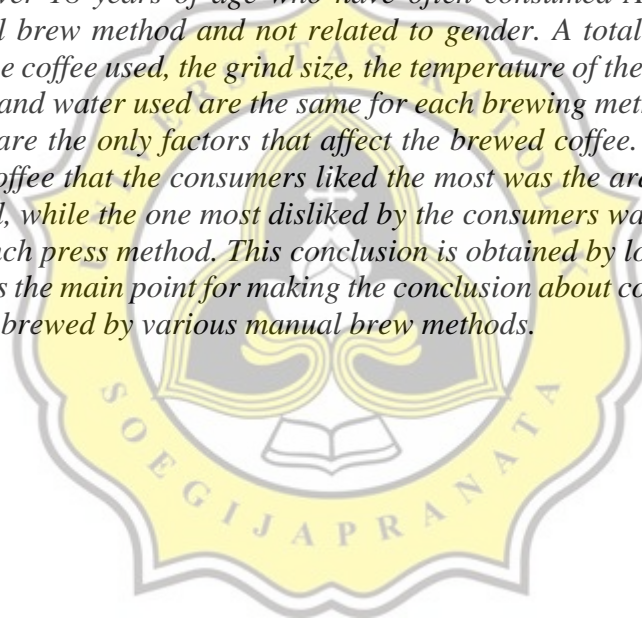 years of age who have often consumed
brew method and not related to gender. A total
coffee used, the grind size, the temperature of the
and water used are the same for each brewing met
are the only factors that affect the brewed coffee.
offee that the consumers liked the most was the ar
l, while the one most disliked by the consumers wa
nch press method. This conclusion is obtained by lo
s the main point for making the conclusion about co
brewed by various manual brew methods.
UNIVERSITAS KATOLIK
SOEGIJAPRANATA